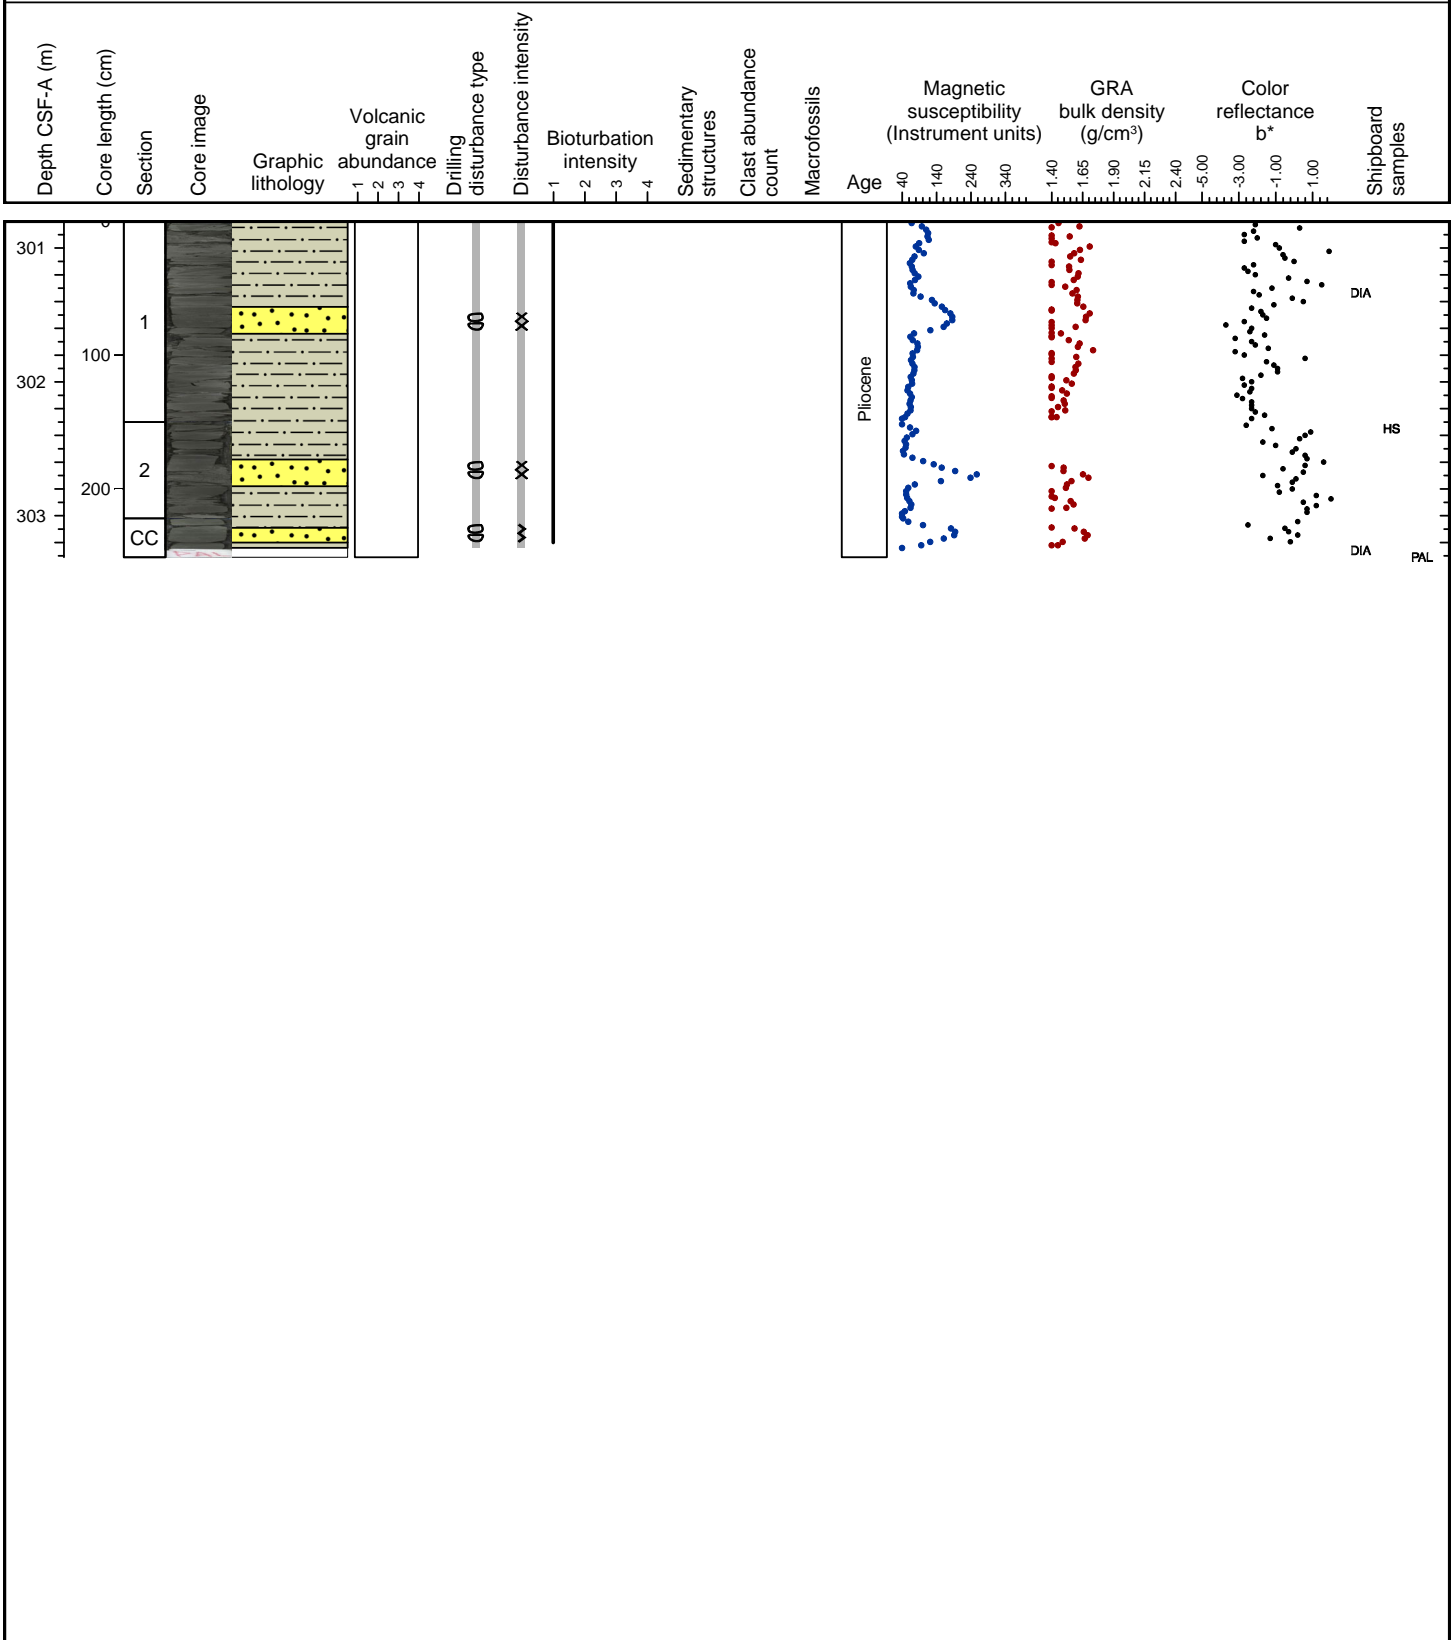 Depth CSF-A (m)
Core length (cm)
Section
Core image
Graphic
lithology
Volcanic
grain
abundance
1 2 3 4
Drilling
disturbance type
Disturbance intensity
Bioturbation
intensity
1 2 3 4
Sedimentary
structures
Clast abundance
count
Macrofossils
Age
Magnetic
susceptibility
(Instrument units)
40 140 240 340
GRA
bulk density
(g/cm³)
1.40 1.65 1.90 2.15 2.40
Color
reflectance
b*
-5.00 -3.00 -1.00 1.00
Shipboard
samples
0
301
DIA
1
100
302
Pliocene
HS
2
200
303
CC
DIA
PAL